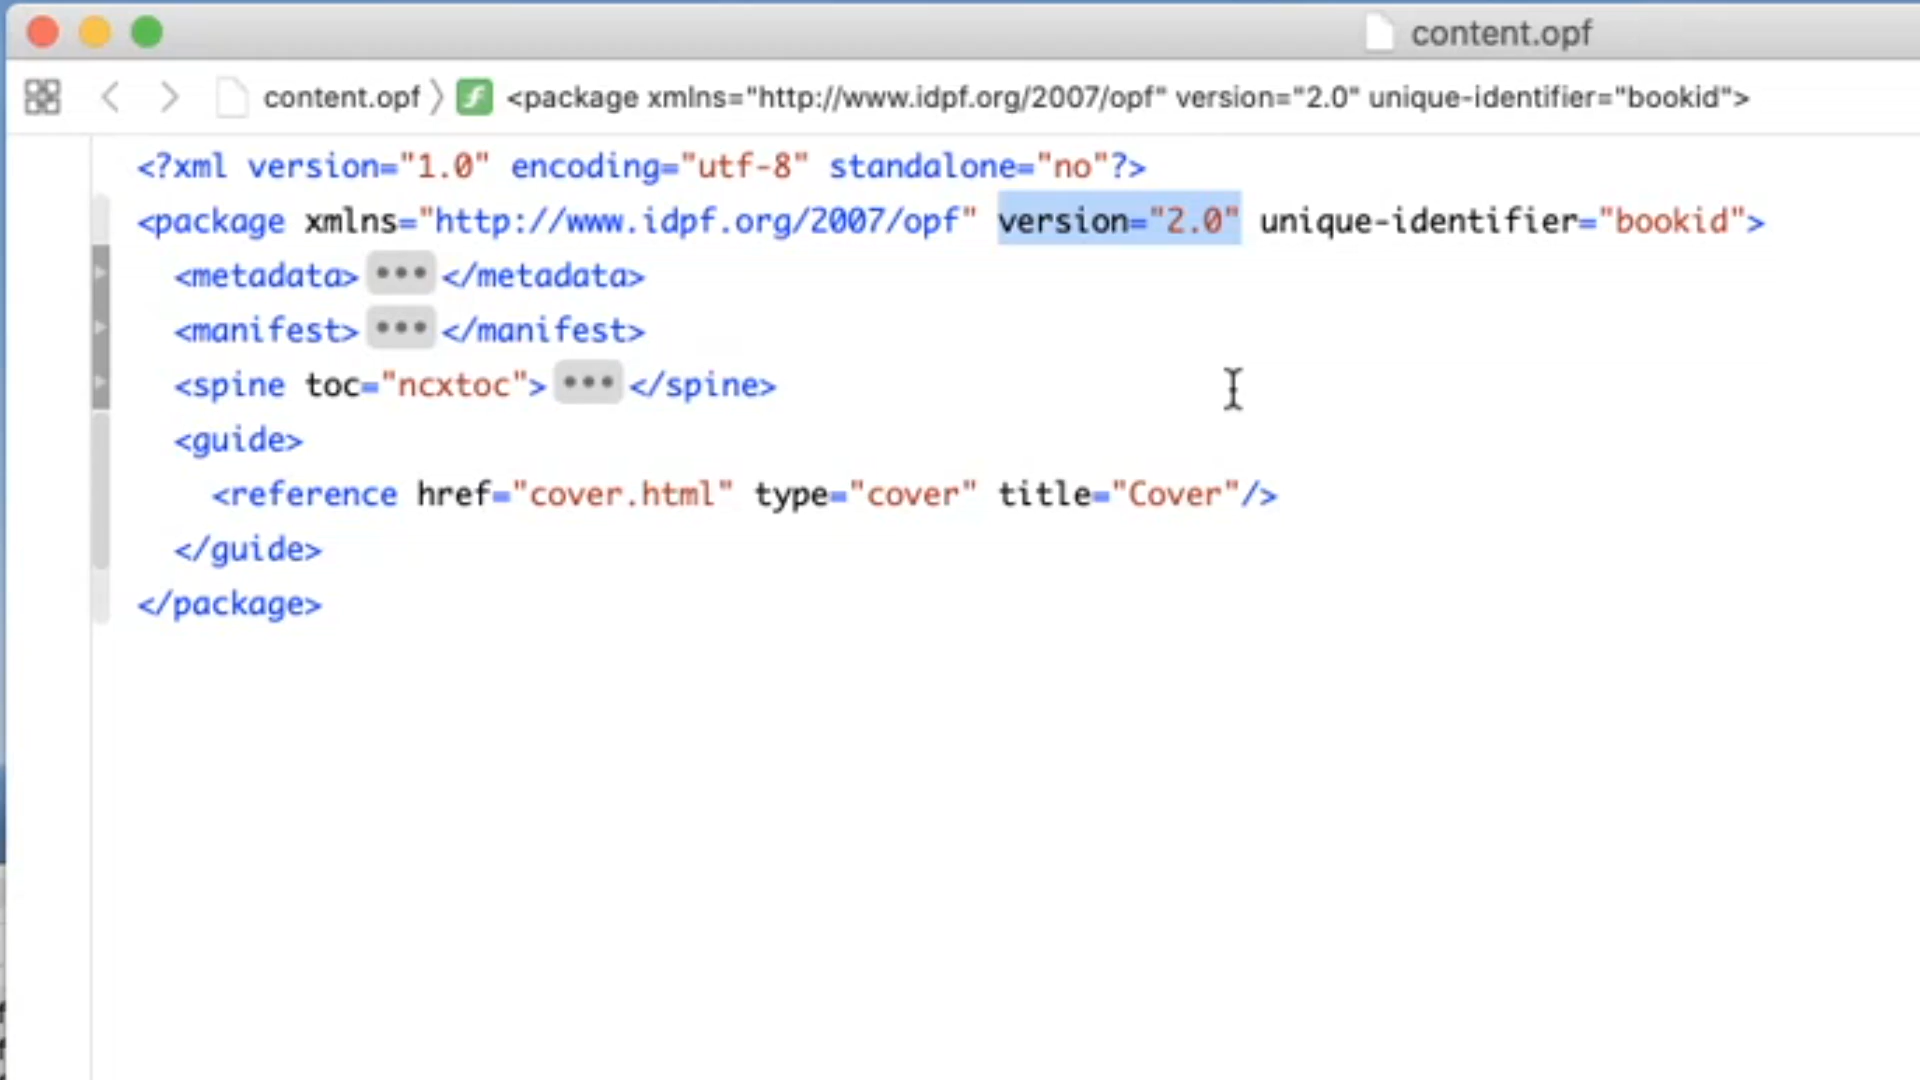 content.opf
content.opf 〉 f <package xmlns="http://www.idpf.org/2007/opf" version="2.0" unique-identifier="bookid">
<?xml version="1.0" encoding="utf-8" standalone="no"?>
<package xmlns="http://www.idpf.org/2007/opf" version="2.0" unique-identifier="bookid">
<metadata>•••</metadata>
<manifest>•••</manifest>
<spine toc="ncxtoc">•••</spine>
<guide>
<reference href="cover.html" type="cover" title="Cover"/>
</guide>
</package>